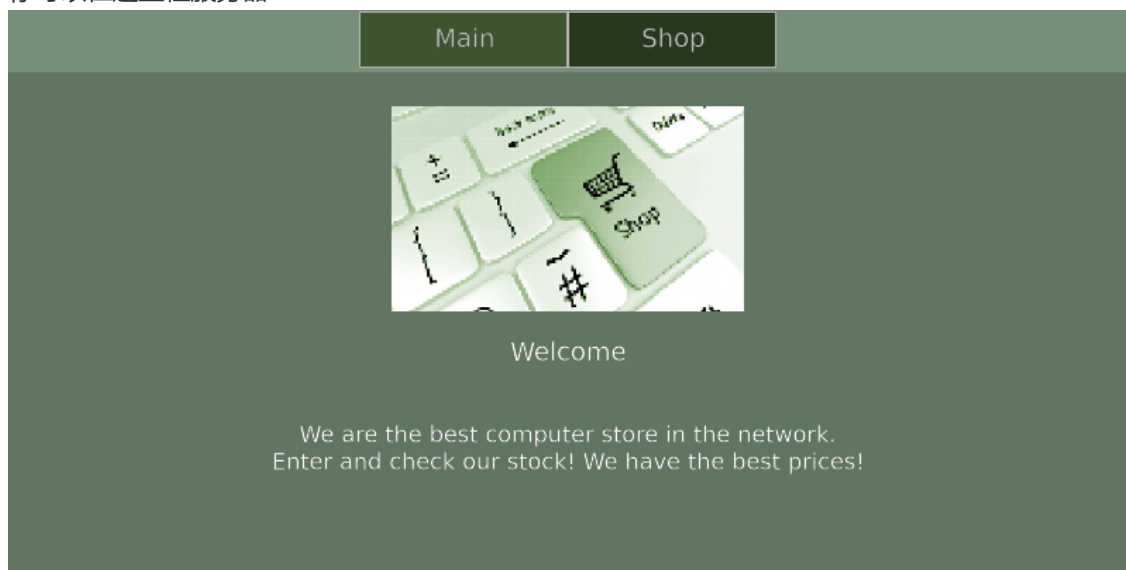 Main
Shop
Delete
+
=
}
Shop
{
~
#
Welcome
We are the best computer store in the network.
Enter and check our stock! We have the best prices!